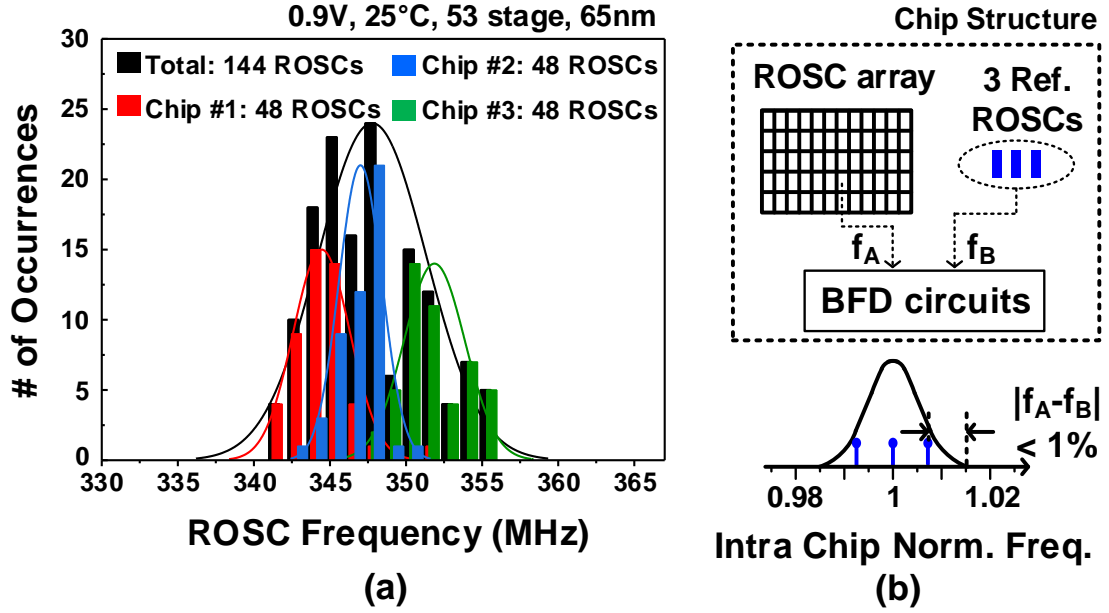 0.9V, 25°C, 53 stage, 65nm
30
25
20
15
10
5
0
# of Occurrences
Total: 144 ROSCs
Chip #2: 48 ROSCs
Chip #1: 48 ROSCs
Chip #3: 48 ROSCs
330 335 340 345 350 355 360 365
ROSC Frequency (MHz)
(a)
Chip Structure
ROSC array
3 Ref.
ROSCs
fA
fB
BFD circuits
|fA-fB|
< 1%
0.98 1 1.02
Intra Chip Norm. Freq.
(b)